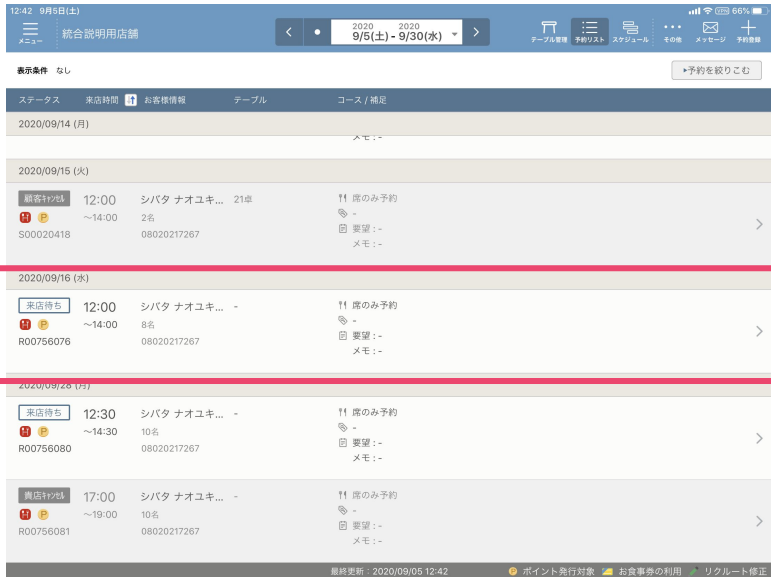 12:42 9月5日(土)
66%
メニュー
統合説明用店舗
2020 2020
9/5(土) - 9/30(水)
テーブル管理 予約リスト スケジュール その他 メッセージ 予約登録
表示条件 なし
▸予約を絞りこむ
ステータス 来店時間 お客様情報 テーブル コース / 補足
2020/09/14 (月)
メモ : -
2020/09/15 (火)
顧客ｷｬﾝｾﾙ 12:00 シバタ ナオユキ... 21卓 席のみ予約
P ～14:00 2名 -
S00020418 08020217267 要望 : -
メモ : -
2020/09/16 (水)
来店待ち 12:00 シバタ ナオユキ... - 席のみ予約
P ～14:00 8名 -
R00756076 08020217267 要望 : -
メモ : -
2020/09/28 (月)
来店待ち 12:30 シバタ ナオユキ... - 席のみ予約
P ～14:30 10名 -
R00756080 08020217267 要望 : -
メモ : -
貴店ｷｬﾝｾﾙ 17:00 シバタ ナオユキ... - 席のみ予約
P ～19:00 10名 -
R00756081 08020217267 要望 : -
メモ : -
最終更新 : 2020/09/05 12:42 P ポイント発行対象 お食事券の利用 リクルート修正